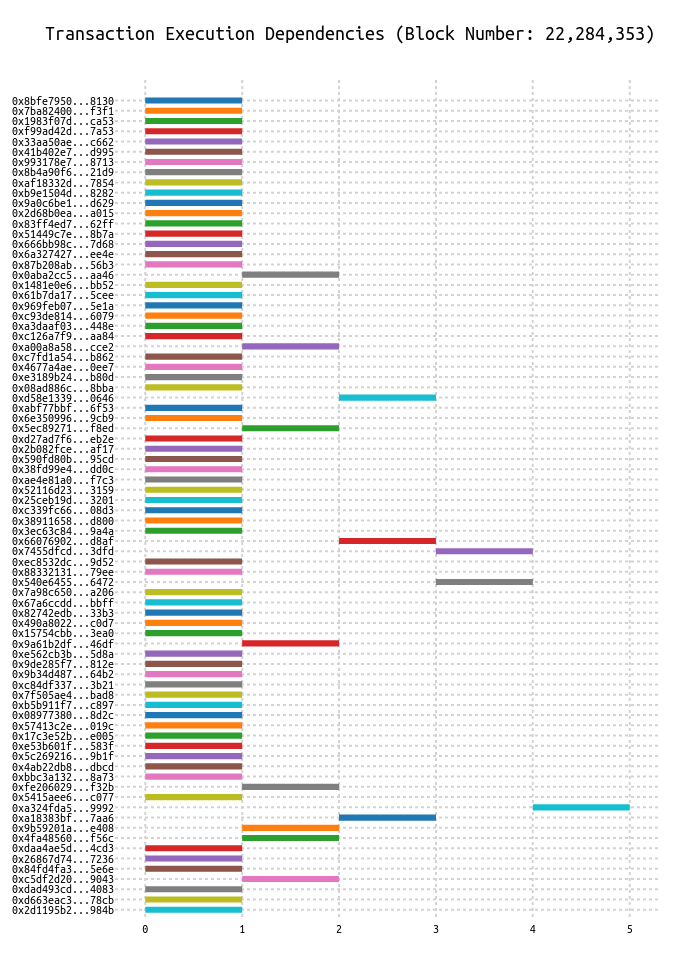 Transaction Execution Dependencies (Block Number: 22,284,353)
0x8bfe7950...8130
0x7ba82400...f3f1
0x1983f07d...ca53
0xf99ad42d...7a53
0x33aa50ae...c662
0x41b402e7...d995
0x993178e7...8713
0x8b4a90f6...21d9
0xaf18332d...7854
0xb9e1504d...8282
0x9a0c6be1...d629
0x2d68b0ea...a015
0x83ff4ed7...62ff
0x51449c7e...8b7a
0x666bb98c...7d68
0x6a327427...ee4e
0x87b208ab...56b3
0x0aba2cc5...aa46
0x1481e0e6...bb52
0x61b7da17...5cee
0x969feb07...5e1a
0xc93de814...6079
0xa3daaf03...448e
0xc126a7f9...aa84
0xa00a8a58...cce2
0xc7fd1a54...b862
0x4677a4ae...0ee7
0xe3189b24...b80d
0x08ad886c...8bba
0xd58e1339...0646
0xabf77bbf...6f53
0x6e350996...9cb9
0x5ec89271...f8ed
0xd27ad7f6...eb2e
0x2b082fce...af17
0x590fd80b...95cd
0x38fd99e4...dd0c
0xae4e81a0...f7c3
0x52116d23...3159
0x25ceb19d...3201
0xc339fc66...08d3
0x38911658...d800
0x3ec63c84...9a4a
0x66076902...d8af
0x7455dfcd...3dfd
0xec8532dc...9d52
0x88332131...79ee
0x540e6455...6472
0x7a98c650...a206
0x67a6ccdd...bbff
0x82742edb...33b3
0x490a8022...c0d7
0x15754cbb...3ea0
0x9a61b2df...46df
0xe562cb3b...5d8a
0x9de285f7...812e
0x9b34d487...64b2
0xc84df337...3b21
0x7f505ae4...bad8
0xb5b911f7...c897
0x08977380...8d2c
0x57413c2e...019c
0x17c3e52b...e005
0xe53b601f...583f
0x5c269216...9b1f
0x4ab22db8...dbcd
0xbbc3a132...8a73
0xfe206029...f32b
0x5415aee6...c077
0xa324fda5...9992
0xa18383bf...7aa6
0x9b59201a...e408
0x4fa48560...f56c
0xdaa4ae5d...4cd3
0x26867d74...7236
0x84fd4fa3...5e6e
0xc5df2d20...9043
0xdad493cd...4083
0xd663eac3...78cb
0x2d1195b2...984b
0 1 2 3 4 5